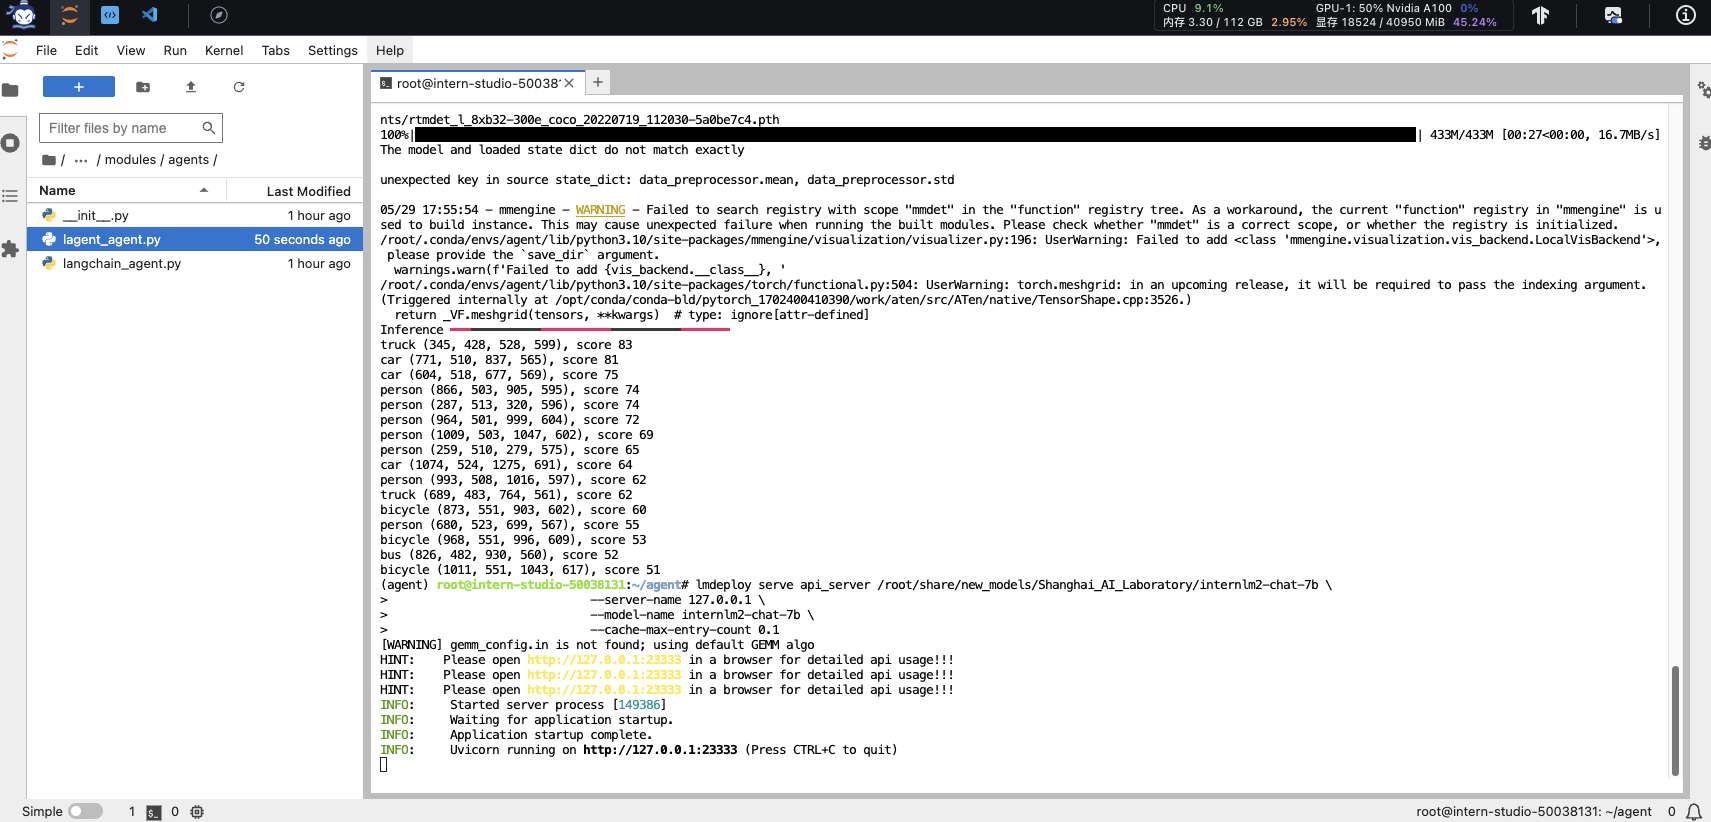 CPU 9.1% GPU-1: 50% Nvidia A100 0%
内存 3.30 / 112 GB 2.95% 显存 18524 / 40950 MiB 45.24%
File Edit View Run Kernel Tabs Settings Help
root@intern-studio-50038
Filter files by name
/ ··· / modules / agents /
Name Last Modified
__init__.py 1 hour ago
lagent_agent.py 50 seconds ago
langchain_agent.py 1 hour ago
nts/rtmdet_l_8xb32-300e_coco_20220719_112030-5a0be7c4.pth
100%| | 433M/433M [00:27<00:00, 16.7MB/s]
The model and loaded state dict do not match exactly
unexpected key in source state_dict: data_preprocessor.mean, data_preprocessor.std
05/29 17:55:54 - mmengine - WARNING - Failed to search registry with scope "mmdet" in the "function" registry tree. As a workaround, the current "function" registry in "mmengine" is u
sed to build instance. This may cause unexpected failure when running the built modules. Please check whether "mmdet" is a correct scope, or whether the registry is initialized.
/root/.conda/envs/agent/lib/python3.10/site-packages/mmengine/visualization/visualizer.py:196: UserWarning: Failed to add <class 'mmengine.visualization.vis_backend.LocalVisBackend'>,
please provide the `save_dir` argument.
warnings.warn(f'Failed to add {vis_backend.__class__}, '
/root/.conda/envs/agent/lib/python3.10/site-packages/torch/functional.py:504: UserWarning: torch.meshgrid: in an upcoming release, it will be required to pass the indexing argument.
(Triggered internally at /opt/conda/conda-bld/pytorch_1702400410390/work/aten/src/ATen/native/TensorShape.cpp:3526.)
return _VF.meshgrid(tensors, **kwargs)  # type: ignore[attr-defined]
Inference
truck (345, 428, 528, 599), score 83
car (771, 510, 837, 565), score 81
car (604, 518, 677, 569), score 75
person (866, 503, 905, 595), score 74
person (287, 513, 320, 596), score 74
person (964, 501, 999, 604), score 72
person (1009, 503, 1047, 602), score 69
person (259, 510, 279, 575), score 65
car (1074, 524, 1275, 691), score 64
person (993, 508, 1016, 597), score 62
truck (689, 483, 764, 561), score 62
bicycle (873, 551, 903, 602), score 60
person (680, 523, 699, 567), score 55
bicycle (968, 551, 996, 609), score 53
bus (826, 482, 930, 560), score 52
bicycle (1011, 551, 1043, 617), score 51
(agent) root@intern-studio-50038131:~/agent# lmdeploy serve api_server /root/share/new_models/Shanghai_AI_Laboratory/internlm2-chat-7b \
> --server-name 127.0.0.1 \
> --model-name internlm2-chat-7b \
> --cache-max-entry-count 0.1
[WARNING] gemm_config.in is not found; using default GEMM algo
HINT: Please open http://127.0.0.1:23333 in a browser for detailed api usage!!!
HINT: Please open http://127.0.0.1:23333 in a browser for detailed api usage!!!
HINT: Please open http://127.0.0.1:23333 in a browser for detailed api usage!!!
INFO: Started server process [149386]
INFO: Waiting for application startup.
INFO: Application startup complete.
INFO: Uvicorn running on http://127.0.0.1:23333 (Press CTRL+C to quit)
Simple 1 0 root@intern-studio-50038131: ~/agent 0